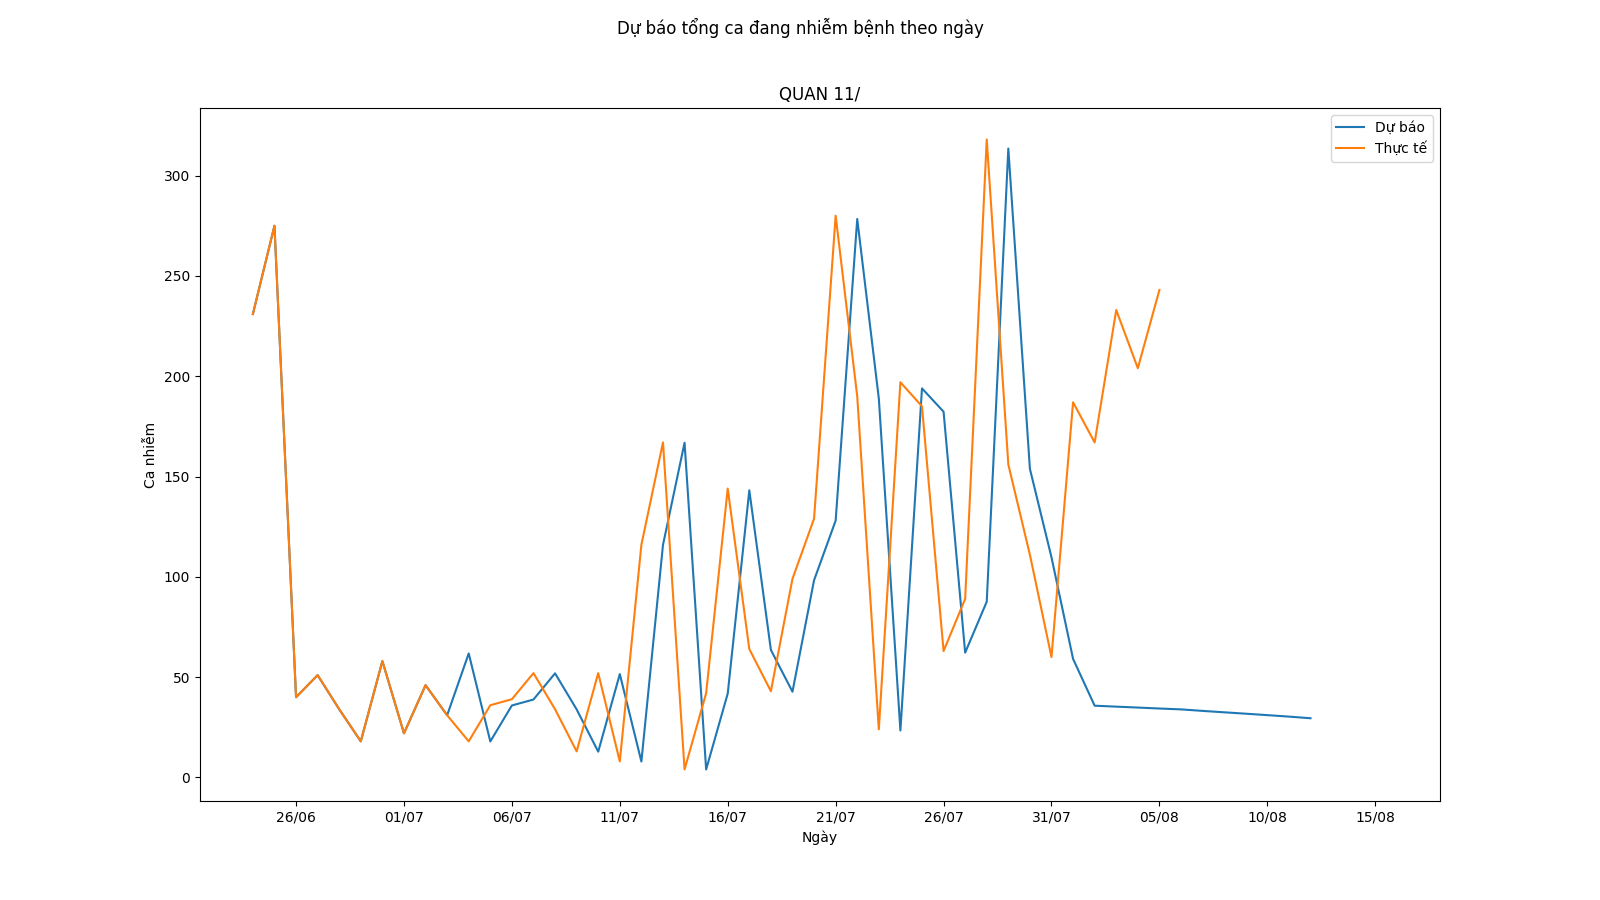 Dự báo tổng ca đang nhiễm bệnh theo ngày
QUAN 11/
Dự báo
Thực tế
300
250
200
150
100
50
0
Ca nhiễm
26/06 01/07 06/07 11/07 16/07 21/07 26/07 31/07 05/08 10/08 15/08
Ngày